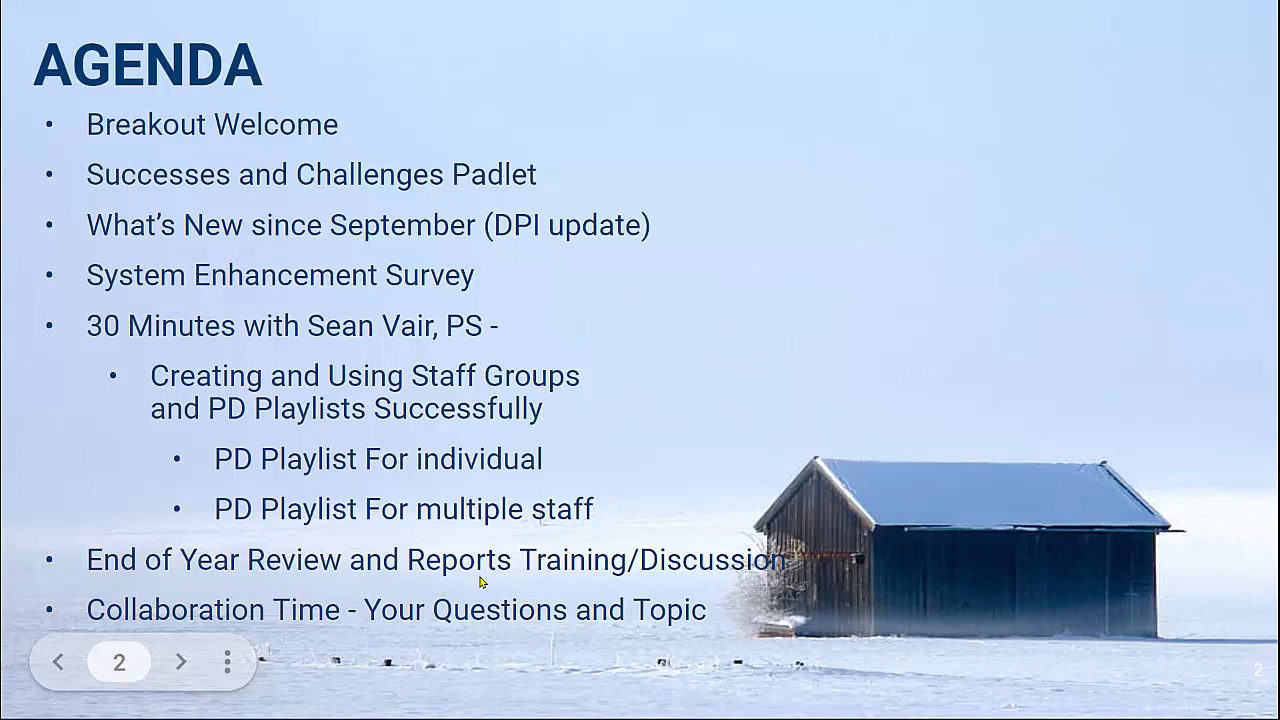 AGENDA
• Breakout Welcome
• Successes and Challenges Padlet
• What’s New since September (DPI update)
• System Enhancement Survey
• 30 Minutes with Sean Vair, PS -
• Creating and Using Staff Groups
and PD Playlists Successfully
• PD Playlist For individual
• PD Playlist For multiple staff
• End of Year Review and Reports Training/Discussion
• Collaboration Time - Your Questions and Topic
2
2